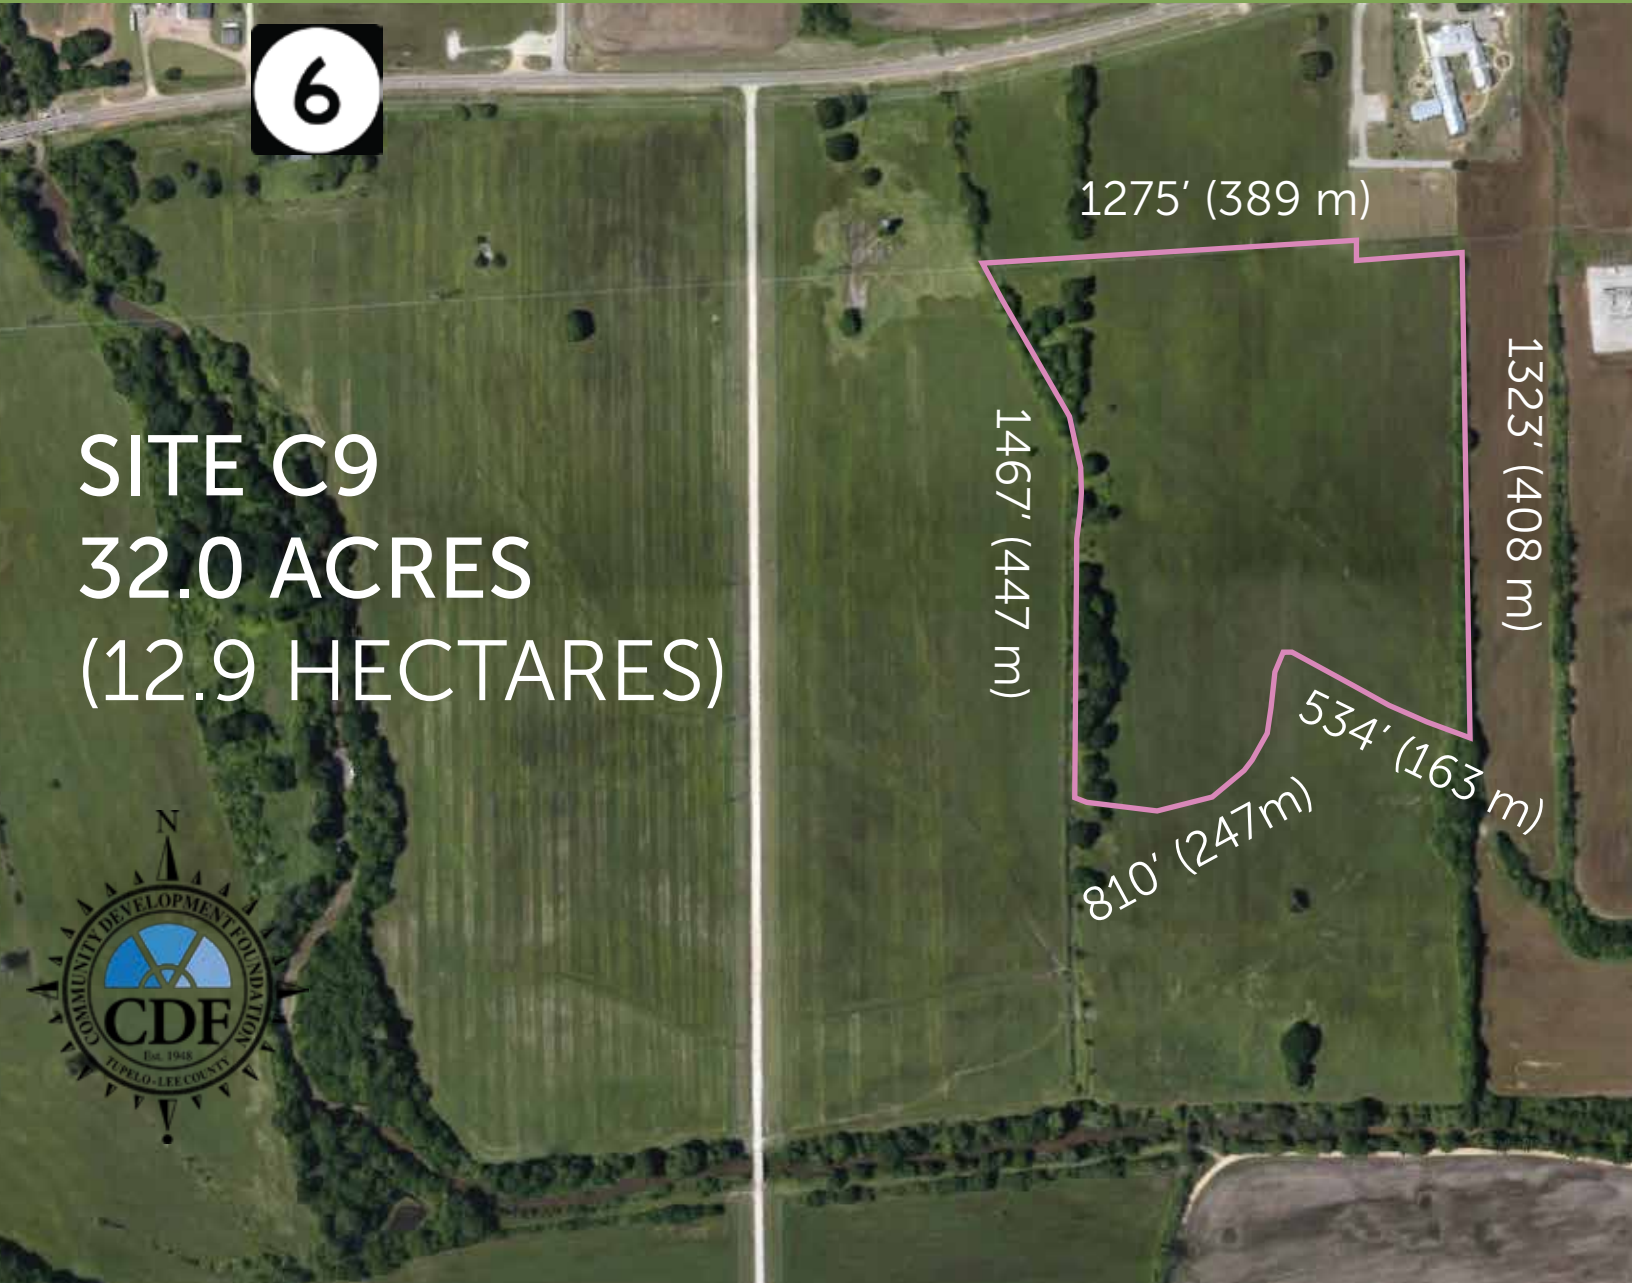 6
1275' (389 m)
1323' (408 m)
1467' (447 m)
SITE C9
32.0 ACRES
(12.9 HECTARES)
534' (163 m)
810' (247m)
N
COMMUNITY DEVELOPMENT FOUNDATION
CDF
Est. 1948
TUPELO-LEE COUNTY